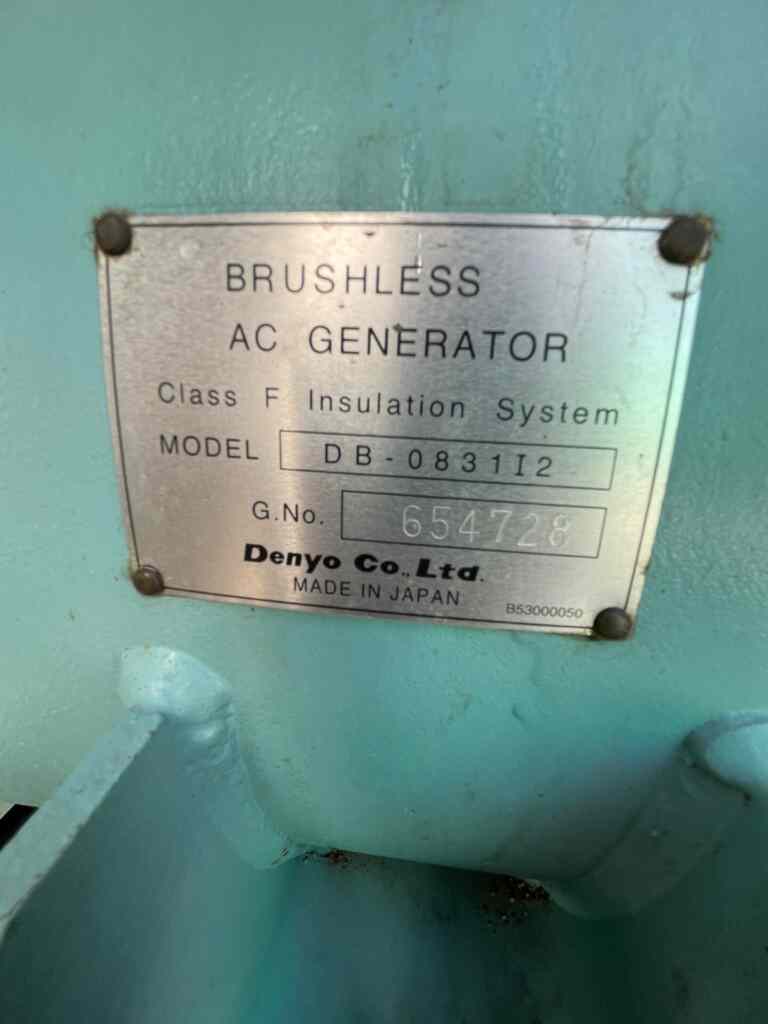 BRUSHLESS
AC GENERATOR
Class F Insulation System
MODEL DB-0831I2
G.No. 654728
Denyo Co., Ltd.
MADE IN JAPAN
B53000050